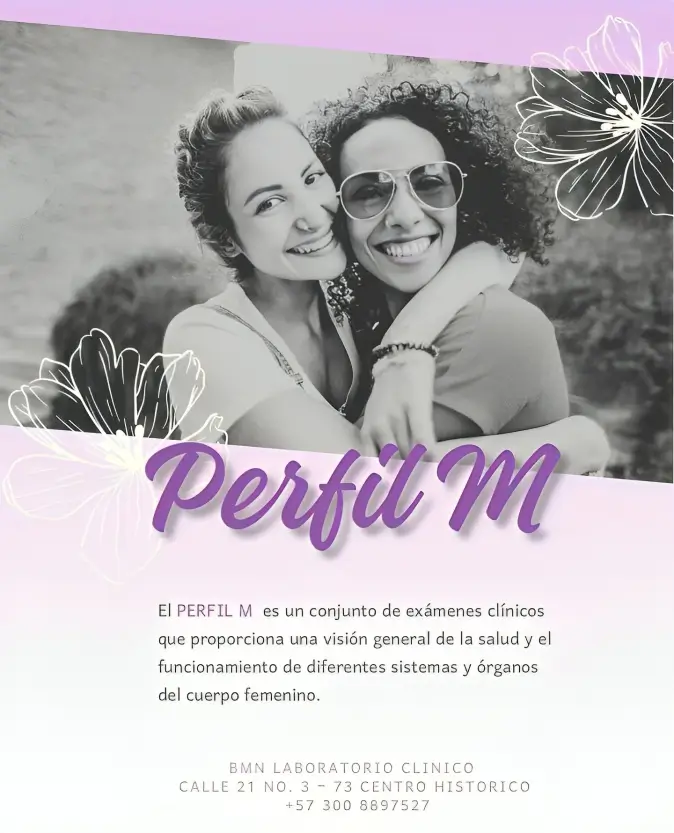 Perfil M
El PERFIL M es un conjunto de exámenes clínicos
que proporciona una visión general de la salud y el
funcionamiento de diferentes sistemas y órganos
del cuerpo femenino.
BMN LABORATORIO CLINICO
CALLE 21 NO. 3 – 73 CENTRO HISTORICO
+57 300 8897527